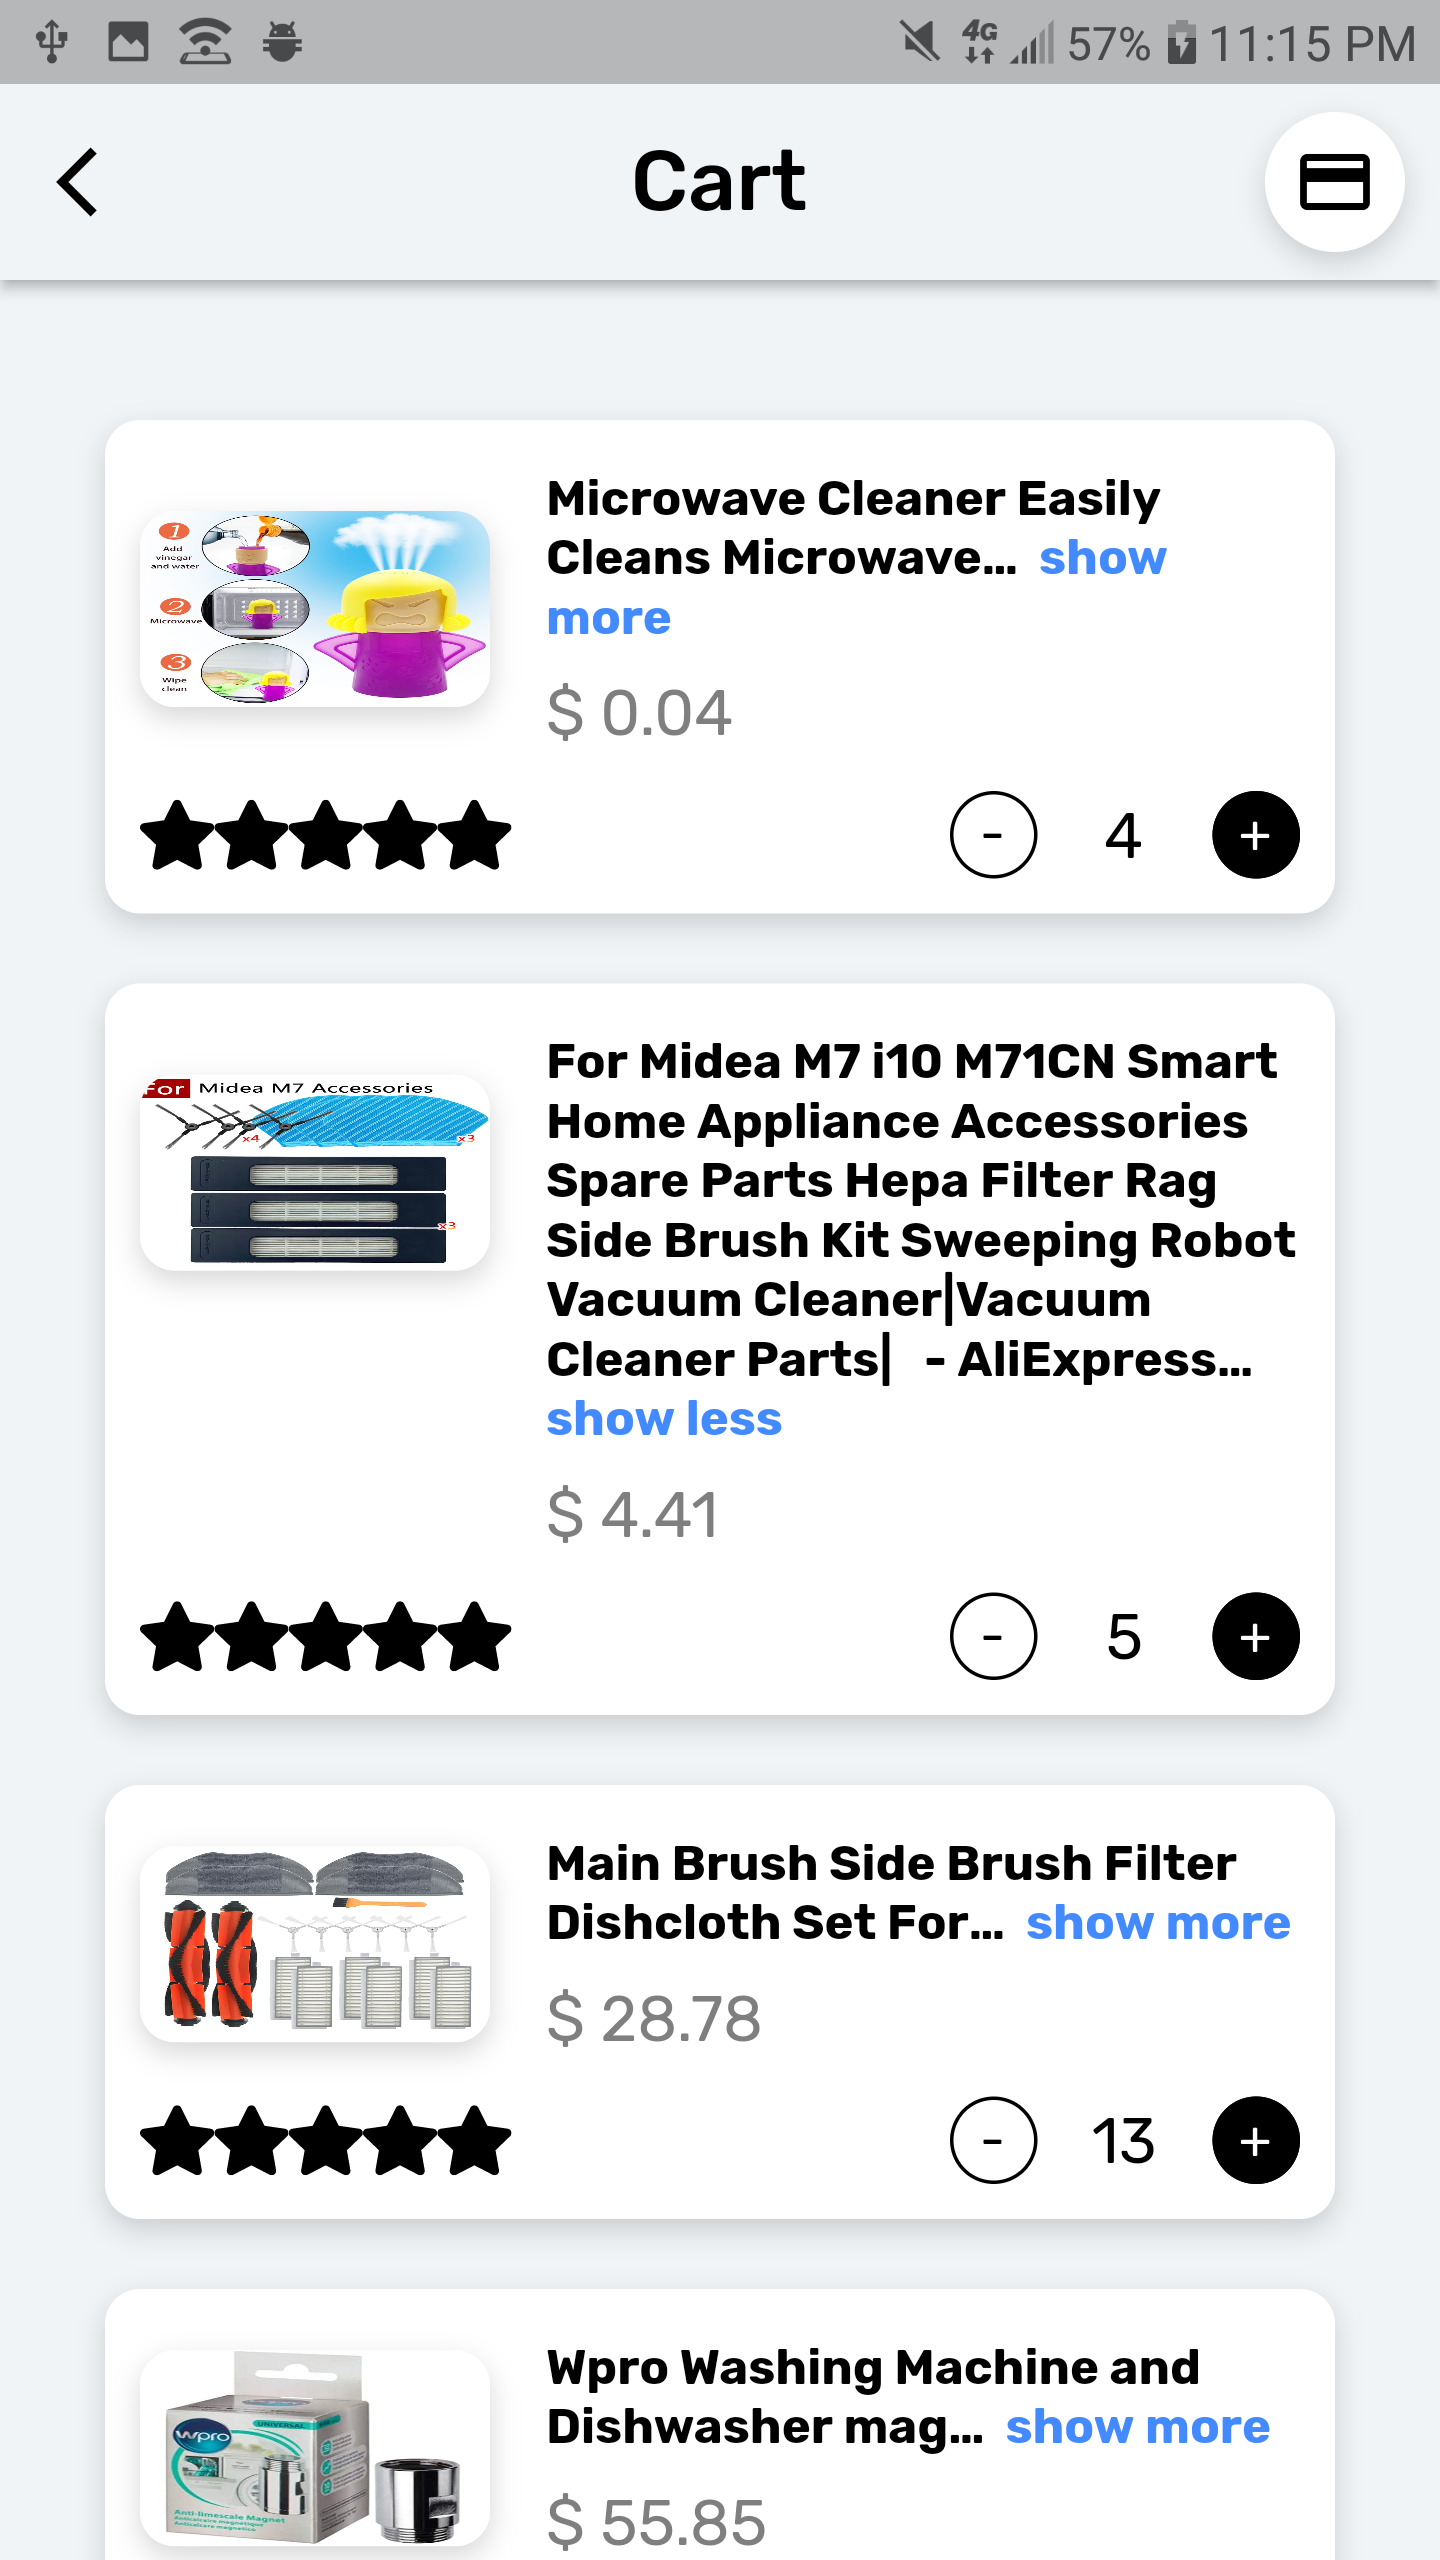 4G 57% 11:15 PM
Cart
1
Add
vinegar
and water
2
Microwave
3
Wipe
clean
Microwave Cleaner Easily
Cleans Microwave... show
more
$ 0.04
- 4 +
For Midea M7 Accessories
x4
x3
x3
For Midea M7 i10 M71CN Smart
Home Appliance Accessories
Spare Parts Hepa Filter Rag
Side Brush Kit Sweeping Robot
Vacuum Cleaner|Vacuum
Cleaner Parts|   - AliExpress...
show less
$ 4.41
- 5 +
Main Brush Side Brush Filter
Dishcloth Set For... show more
$ 28.78
- 13 +
wpro
UNIVERSAL
Anti-limescale Magnet
Anticalcaire magnétique
Anticalcare magnetico
Wpro Washing Machine and
Dishwasher mag... show more
$ 55.85